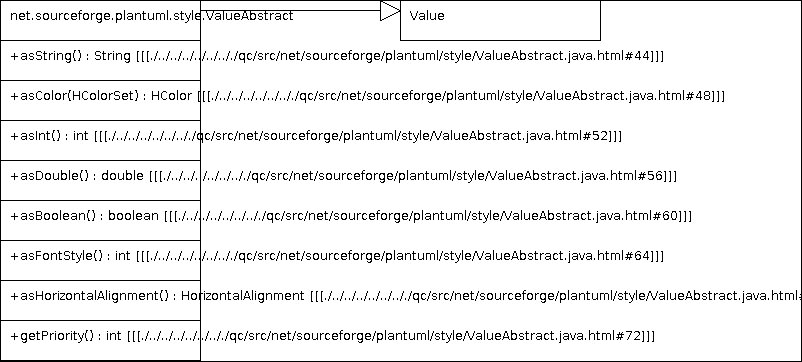 net.sourceforge.plantuml.style.ValueAbstract
Value
+asString() : String [[[./../../../../../../qc/src/net/sourceforge/plantuml/style/ValueAbstract.java.html#44]]]
+asColor(HColorSet) : HColor [[[./../../../../../../qc/src/net/sourceforge/plantuml/style/ValueAbstract.java.html#48]]]
+asInt() : int [[[./../../../../../../qc/src/net/sourceforge/plantuml/style/ValueAbstract.java.html#52]]]
+asDouble() : double [[[./../../../../../../qc/src/net/sourceforge/plantuml/style/ValueAbstract.java.html#56]]]
+asBoolean() : boolean [[[./../../../../../../qc/src/net/sourceforge/plantuml/style/ValueAbstract.java.html#60]]]
+asFontStyle() : int [[[./../../../../../../qc/src/net/sourceforge/plantuml/style/ValueAbstract.java.html#64]]]
+asHorizontalAlignment() : HorizontalAlignment [[[./../../../../../../qc/src/net/sourceforge/plantuml/style/ValueAbstract.java.html#
+getPriority() : int [[[./../../../../../../qc/src/net/sourceforge/plantuml/style/ValueAbstract.java.html#72]]]